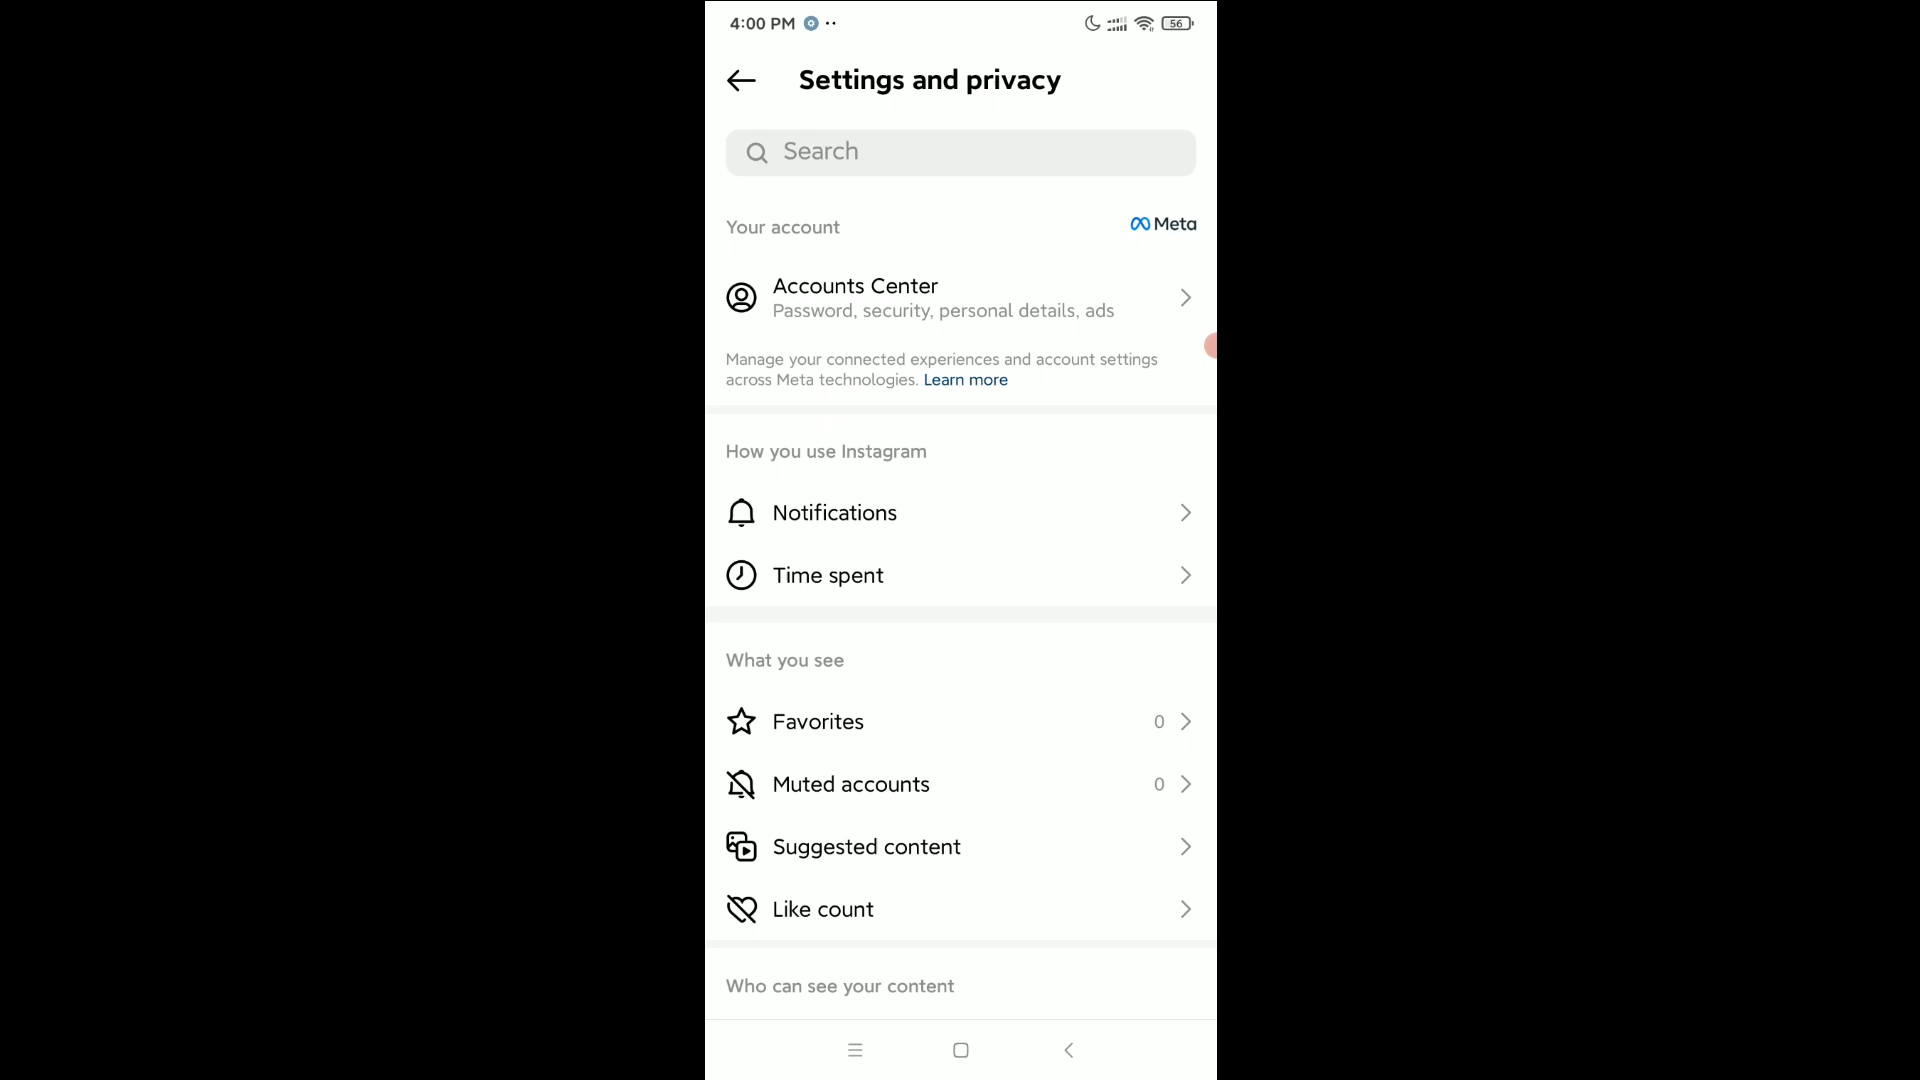 4:00 PM
56
Settings and privacy
Search
Your account
Meta
Accounts Center
Password, security, personal details, ads
Manage your connected experiences and account settings
across Meta technologies. Learn more
How you use Instagram
Notifications
Time spent
What you see
Favorites 0
Muted accounts 0
Suggested content
Like count
Who can see your content